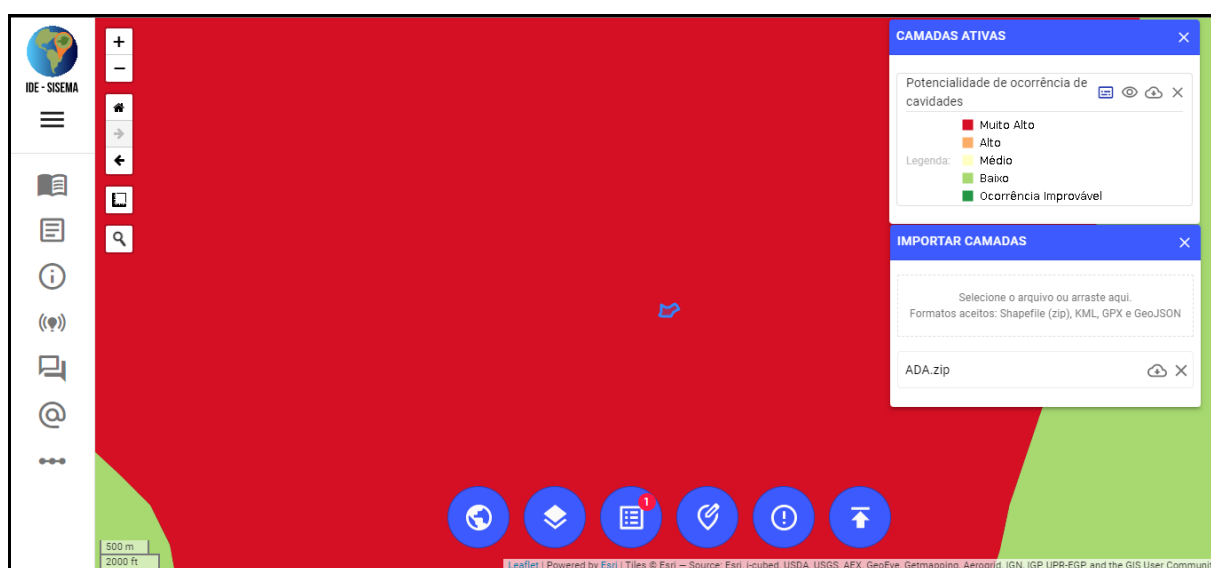 IDE - SISEMA
+
−
CAMADAS ATIVAS
Potencialidade de ocorrência de
cavidades
Legenda:
Muito Alto
Alto
Médio
Baixo
Ocorrência Improvável
IMPORTAR CAMADAS
Selecione o arquivo ou arraste aqui.
Formatos aceitos: Shapefile (zip), KML, GPX e GeoJSON
ADA.zip
1
500 m
2000 ft
Leaflet | Powered by Esri | Tiles © Esri — Source: Esri, i-cubed, USDA, USGS, AEX, GeoEye, Getmapping, Aerogrid, IGN, IGP, UPR-EGP, and the GIS User Communit